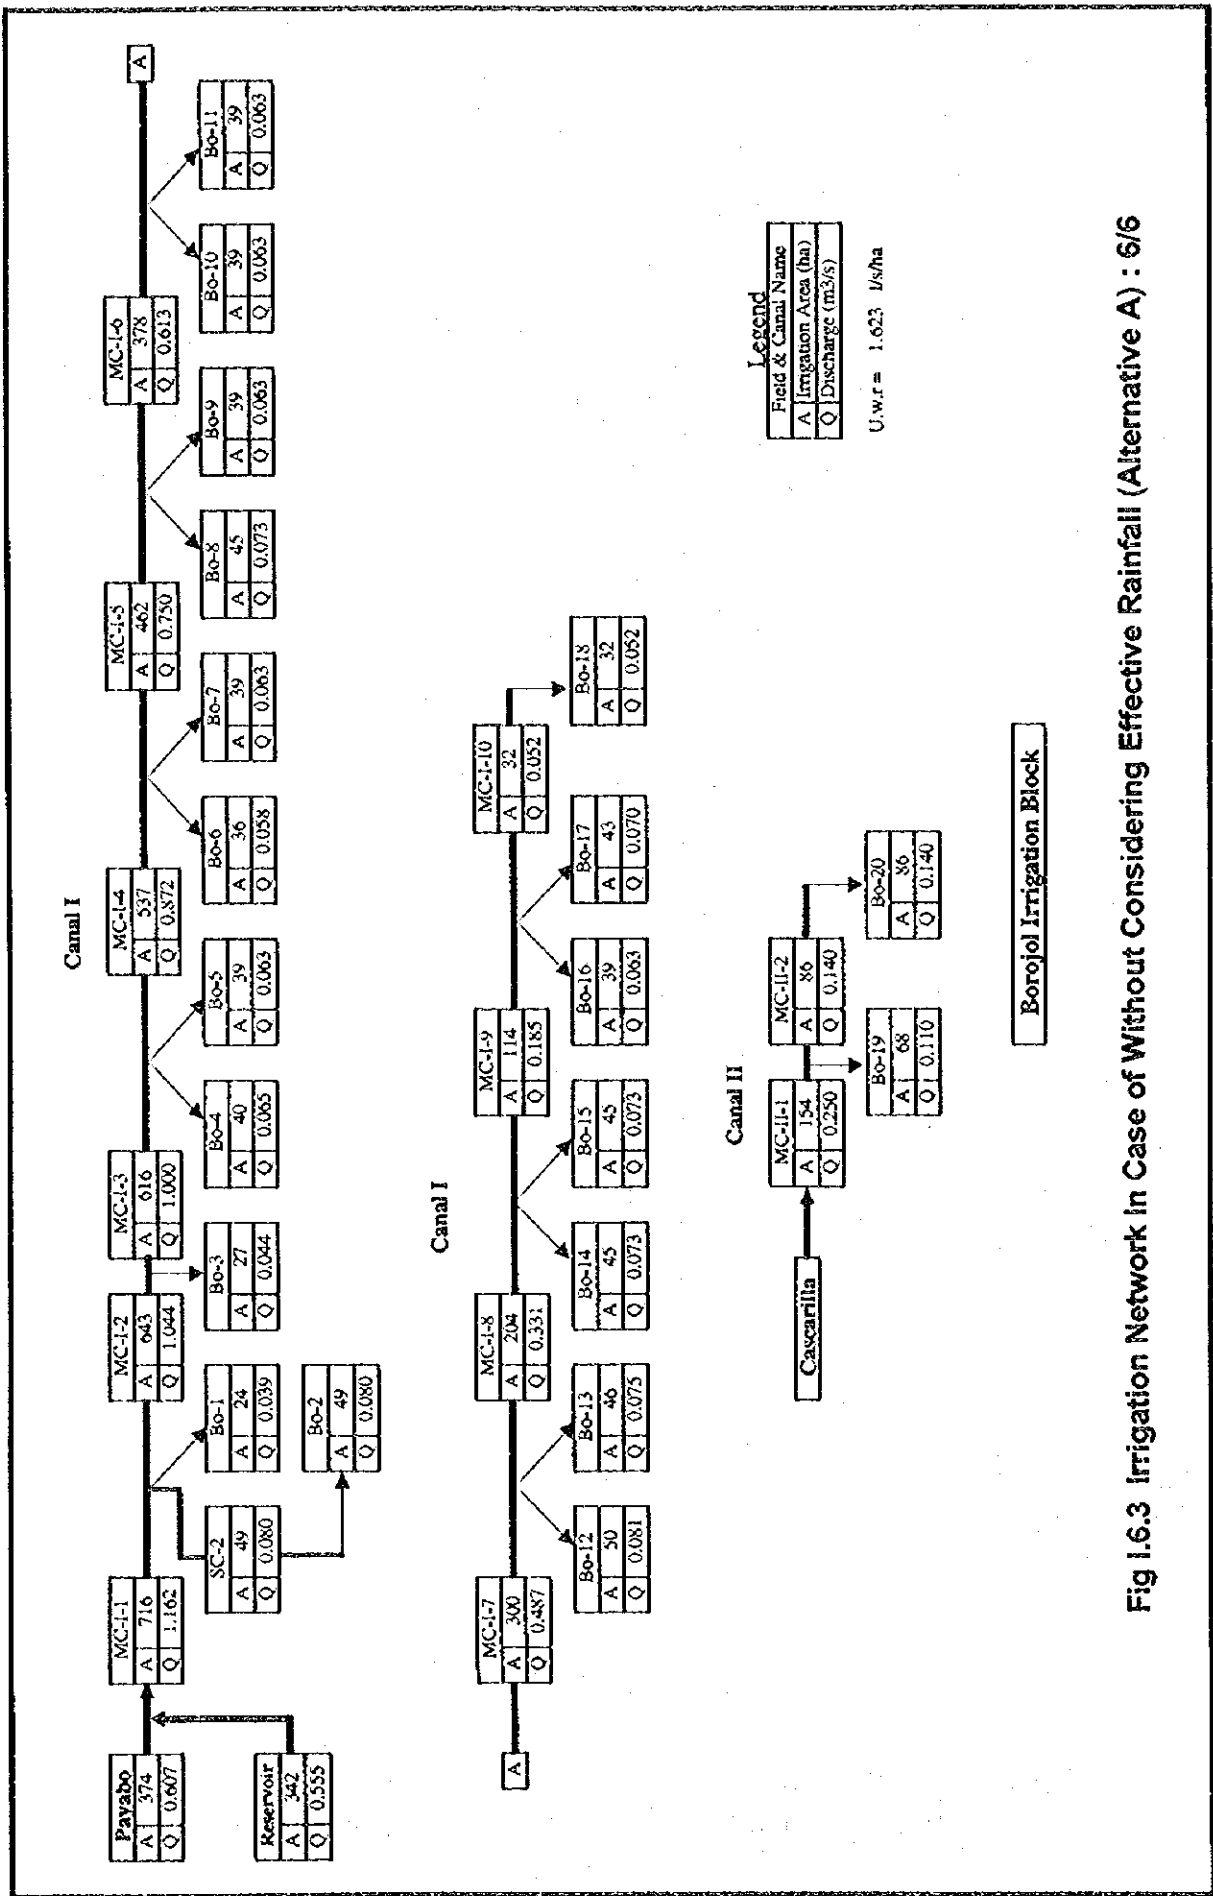 Canal I
Payabo
A 374
Q 0.607
Reservoir
A 342
Q 0.555
MC-I-1
A 716
Q 1.162
SC-2
A 49
Q 0.080
Bo-1
A 24
Q 0.039
Bo-2
A 49
Q 0.080
MC-I-2
A 643
Q 1.044
Bo-3
A 27
Q 0.044
MC-I-3
A 616
Q 1.000
Bo-4
A 40
Q 0.065
Bo-5
A 39
Q 0.063
MC-I-4
A 537
Q 0.872
Bo-6
A 36
Q 0.058
Bo-7
A 39
Q 0.063
MC-I-5
A 462
Q 0.750
Bo-8
A 45
Q 0.073
Bo-9
A 39
Q 0.063
MC-I-6
A 378
Q 0.613
Bo-10
A 39
Q 0.063
Bo-11
A 39
Q 0.063
A
Canal I
A
MC-I-7
A 300
Q 0.487
Bo-12
A 50
Q 0.081
Bo-13
A 46
Q 0.075
MC-I-8
A 204
Q 0.331
Bo-14
A 45
Q 0.073
Bo-15
A 45
Q 0.073
MC-I-9
A 114
Q 0.185
Bo-16
A 39
Q 0.063
Bo-17
A 43
Q 0.070
MC-I-10
A 32
Q 0.052
Bo-18
A 32
Q 0.052
Canal II
Cascarilla
MC-II-1
A 154
Q 0.250
Bo-19
A 68
Q 0.110
MC-II-2
A 86
Q 0.140
Bo-20
A 86
Q 0.140
Legend
Field & Canal Name
A Irrigation Area (ha)
Q Discharge (m3/s)
U.w.r = 1.623 l/s/ha
Borojol Irrigation Block
Fig I.6.3 Irrigation Network in Case of Without Considering Effective Rainfall (Alternative A) : 6/6